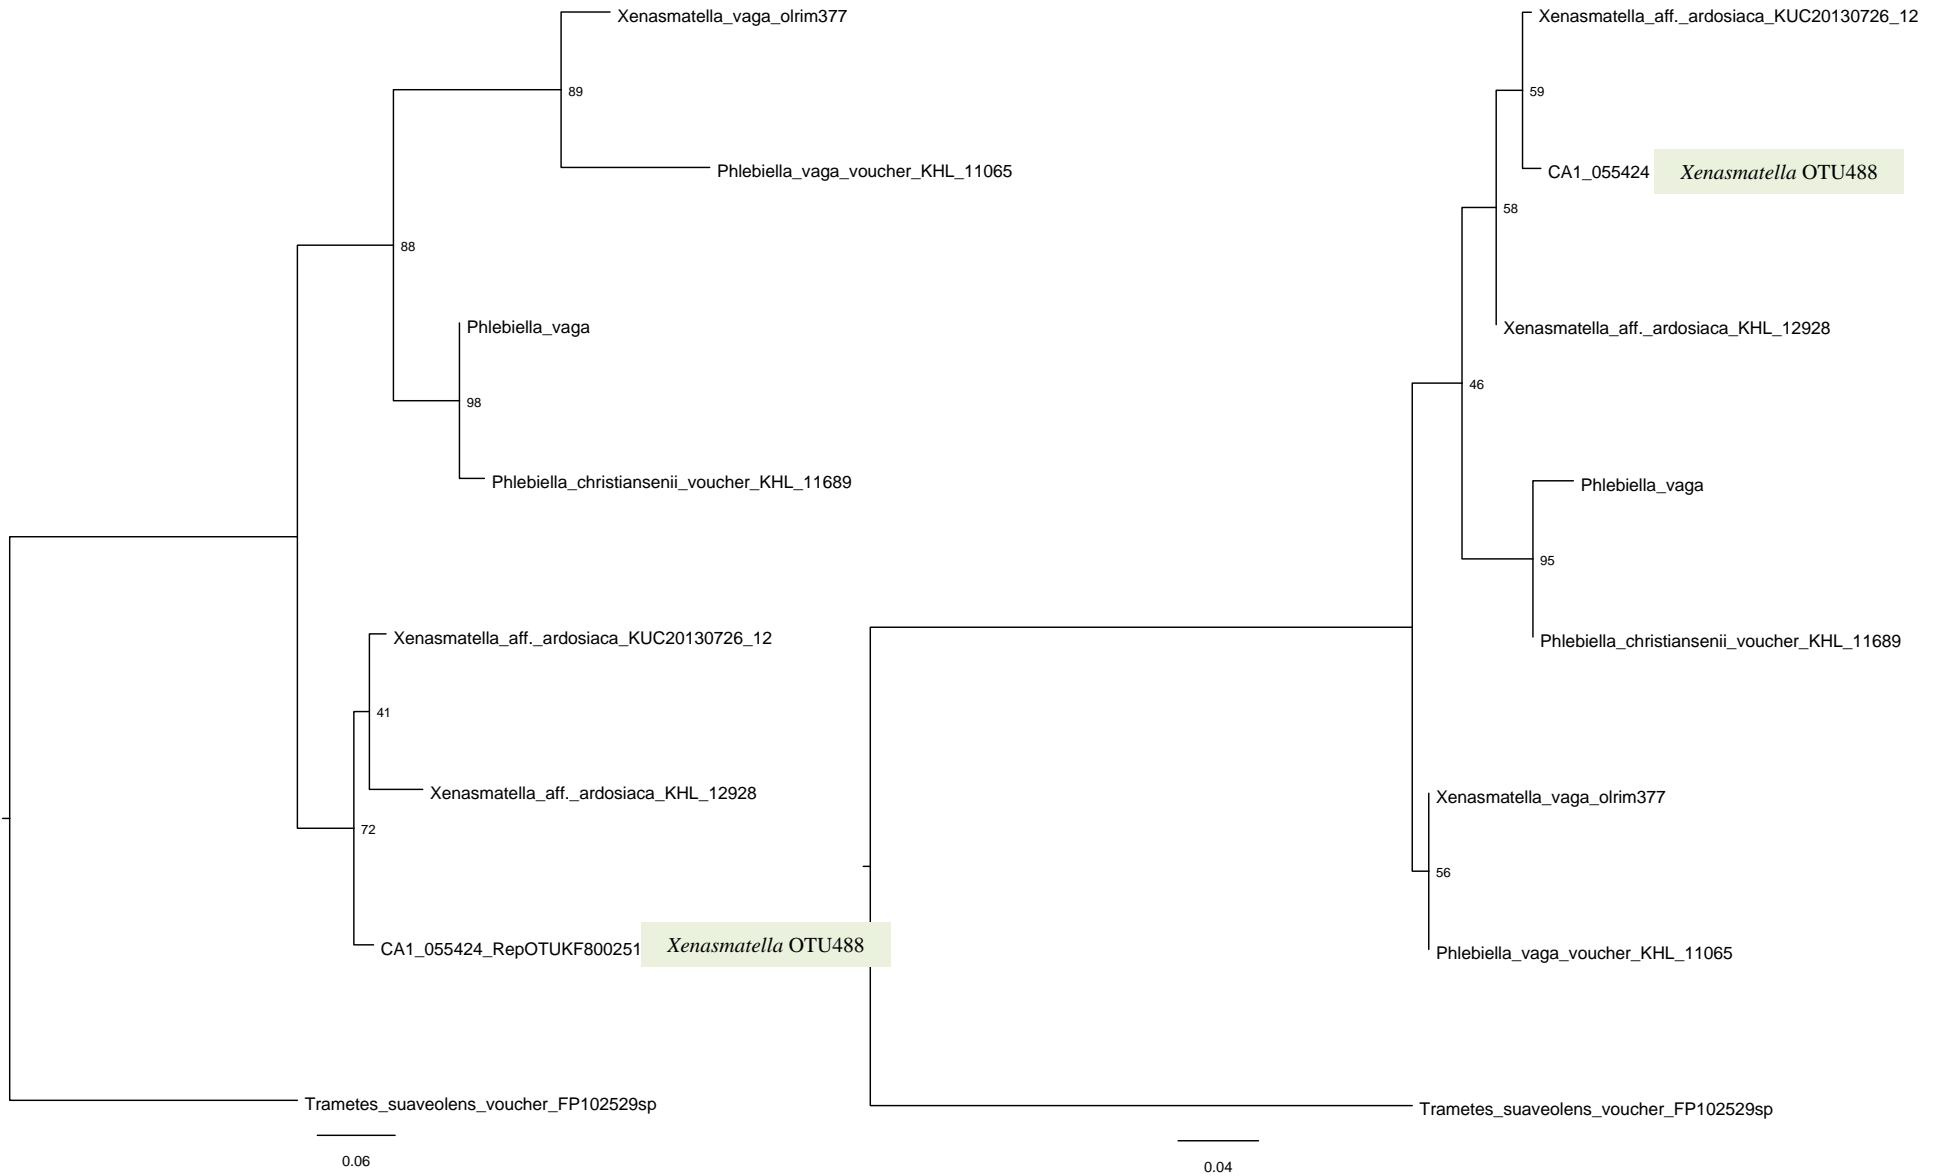 Xenasmatella_vaga_olrim377
89
Phlebiella_vaga_voucher_KHL_11065
88
Phlebiella_vaga
98
Phlebiella_christiansenii_voucher_KHL_11689
Xenasmatella_aff._ardosiaca_KUC20130726_12
41
Xenasmatella_aff._ardosiaca_KHL_12928
72
CA1_055424_RepOTUKF800251 Xenasmatella OTU488
Trametes_suaveolens_voucher_FP102529sp
0.06
Xenasmatella_aff._ardosiaca_KUC20130726_12
59
CA1_055424 Xenasmatella OTU488
58
Xenasmatella_aff._ardosiaca_KHL_12928
46
Phlebiella_vaga
95
Phlebiella_christiansenii_voucher_KHL_11689
Xenasmatella_vaga_olrim377
56
Phlebiella_vaga_voucher_KHL_11065
Trametes_suaveolens_voucher_FP102529sp
0.04